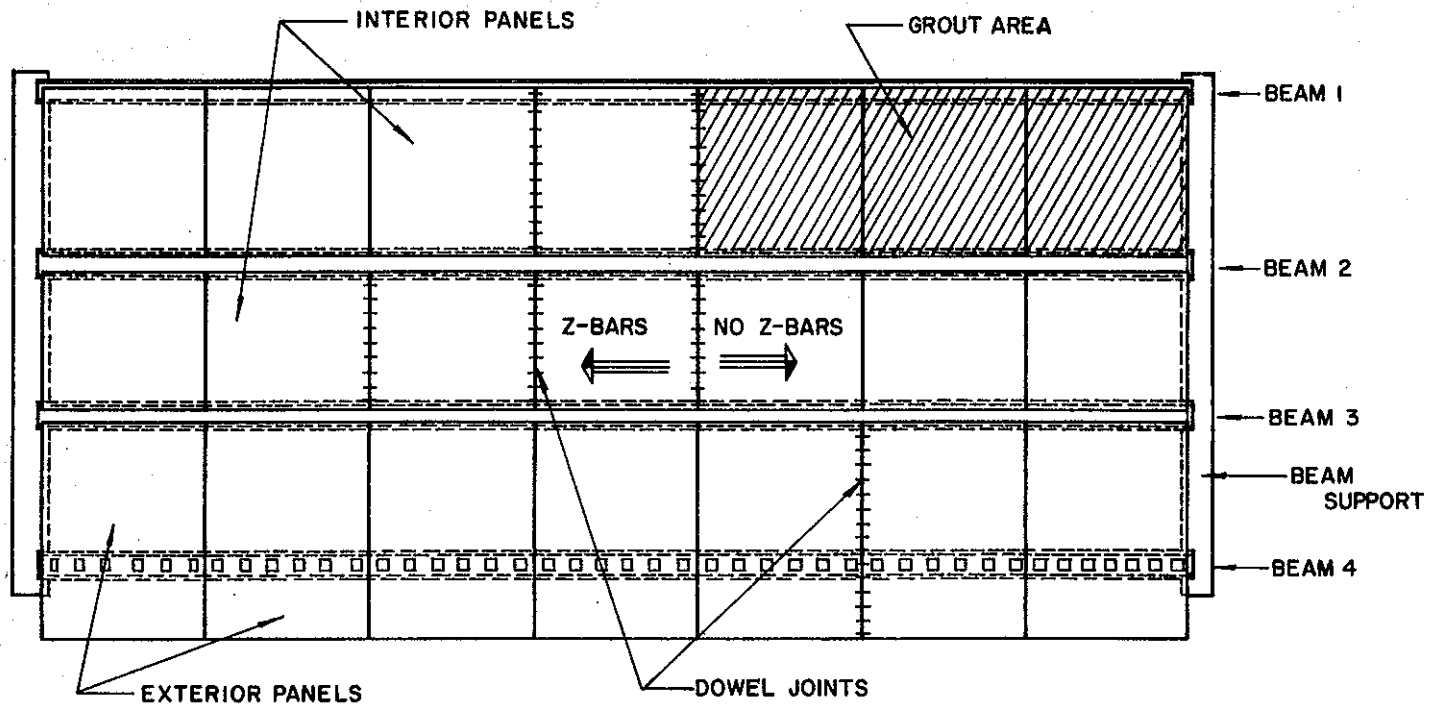 INTERIOR PANELS
GROUT AREA
BEAM 1
BEAM 2
Z-BARS
NO Z-BARS
BEAM 3
BEAM
SUPPORT
BEAM 4
EXTERIOR PANELS
DOWEL JOINTS